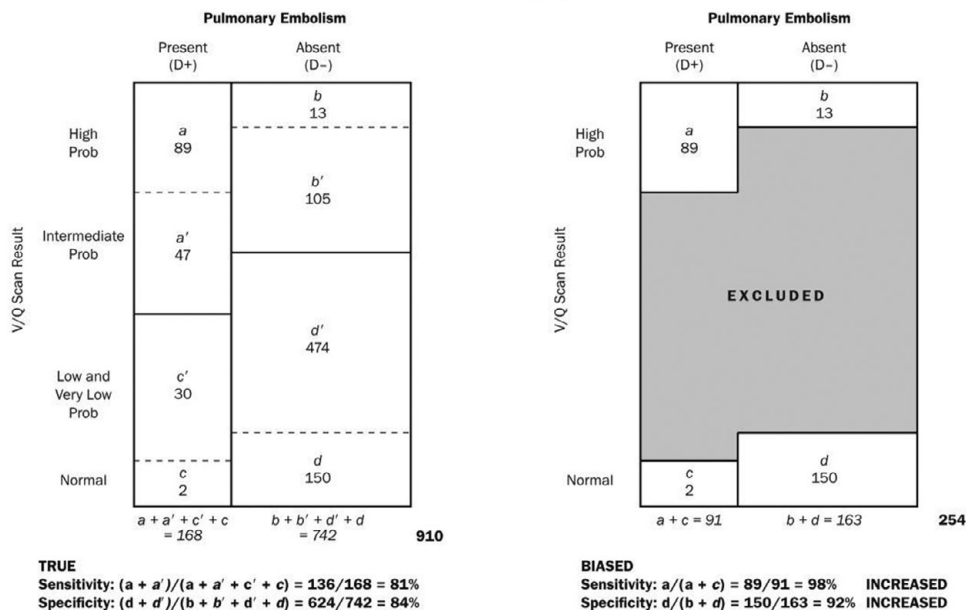 Pulmonary Embolism
Present
(D+)
Absent
(D–)
V/Q Scan Result
High
Prob
Intermediate
Prob
Low and
Very Low
Prob
Normal
a
89
b
13
a′
47
b′
105
c′
30
d′
474
c
2
d
150
a + a′ + c′ + c
= 168
b + b′ + d′ + d
= 742
910
TRUE
Sensitivity: (a + a′)/(a + a′ + c′ + c) = 136/168 = 81%
Specificity: (d + d′)/(b + b′ + d′ + d) = 624/742 = 84%
Pulmonary Embolism
Present
(D+)
Absent
(D–)
V/Q Scan Result
High
Prob
Normal
a
89
b
13
EXCLUDED
c
2
d
150
a + c = 91
b + d = 163
254
BIASED
Sensitivity: a/(a + c) = 89/91 = 98% INCREASED
Specificity: d/(b + d) = 150/163 = 92% INCREASED